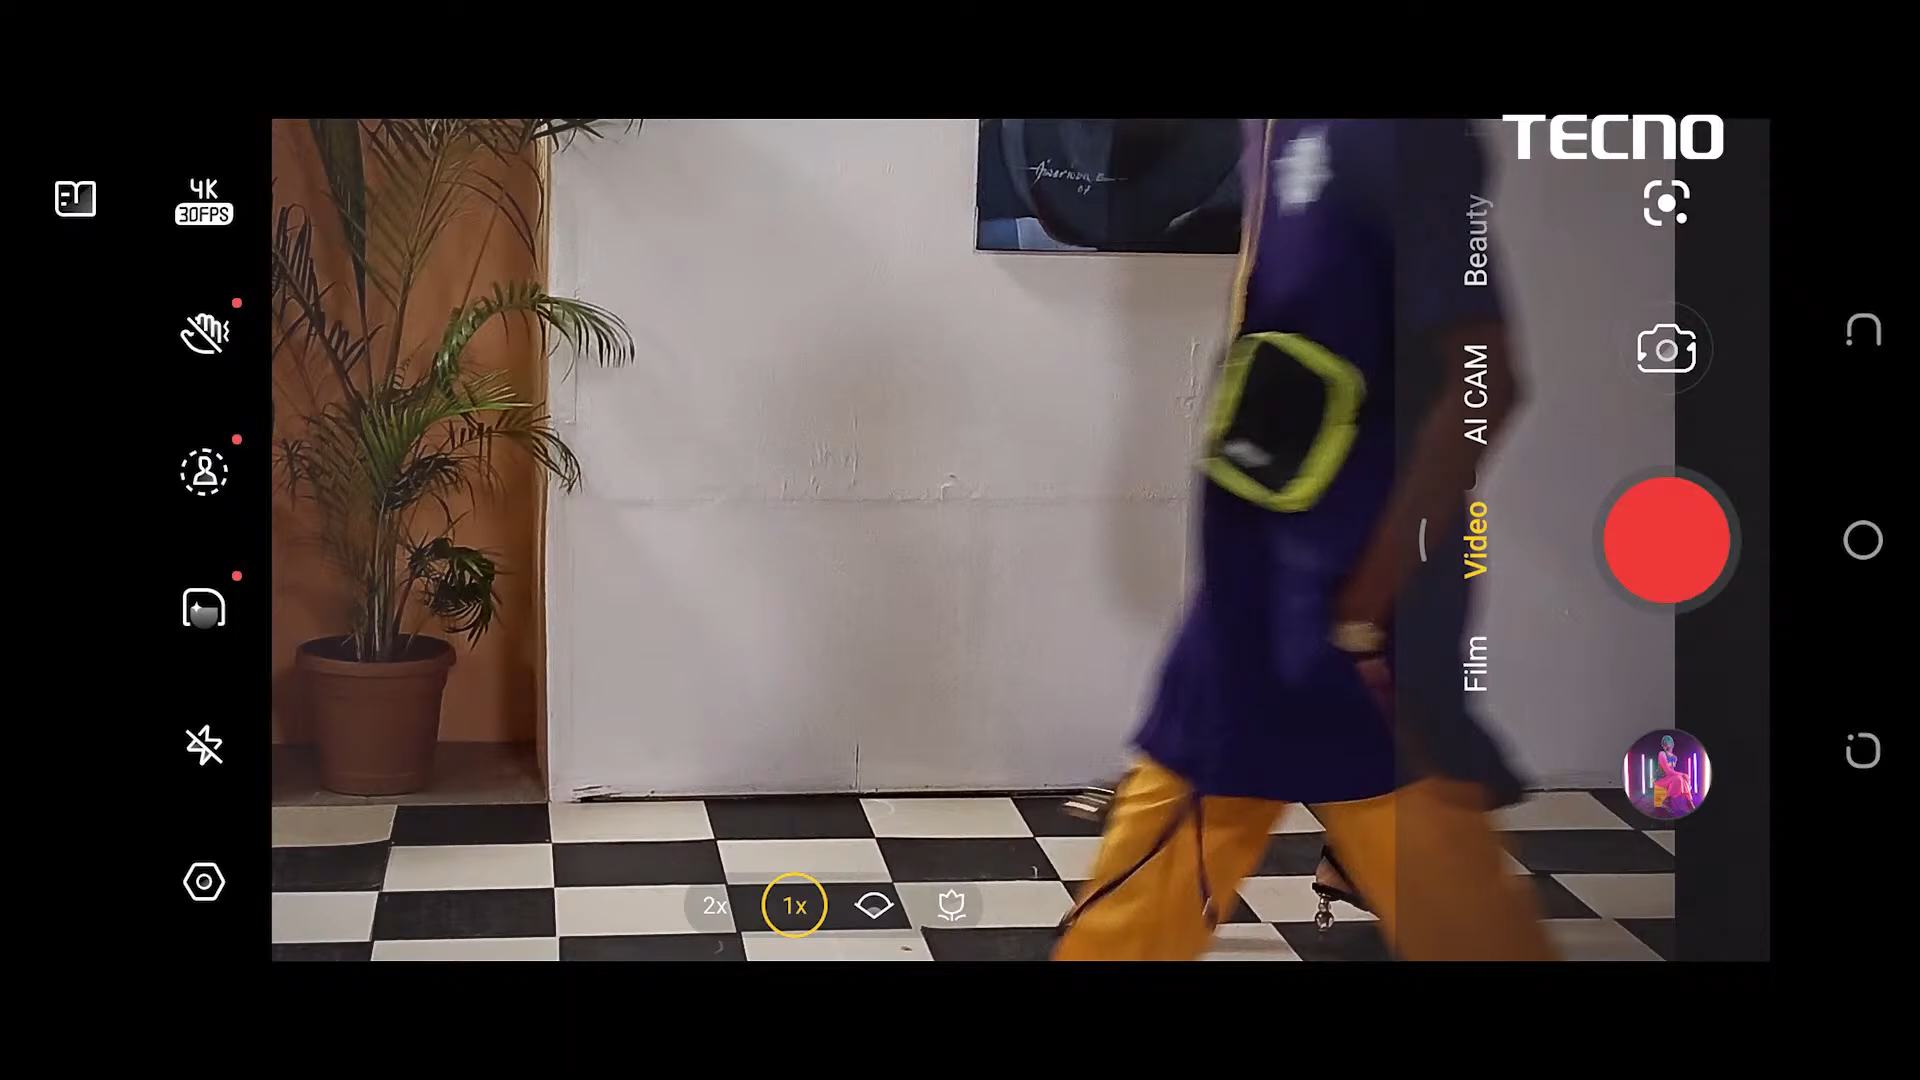 TECNO
4K
30FPS
Beauty
AI CAM
Video
Film
2x
1x